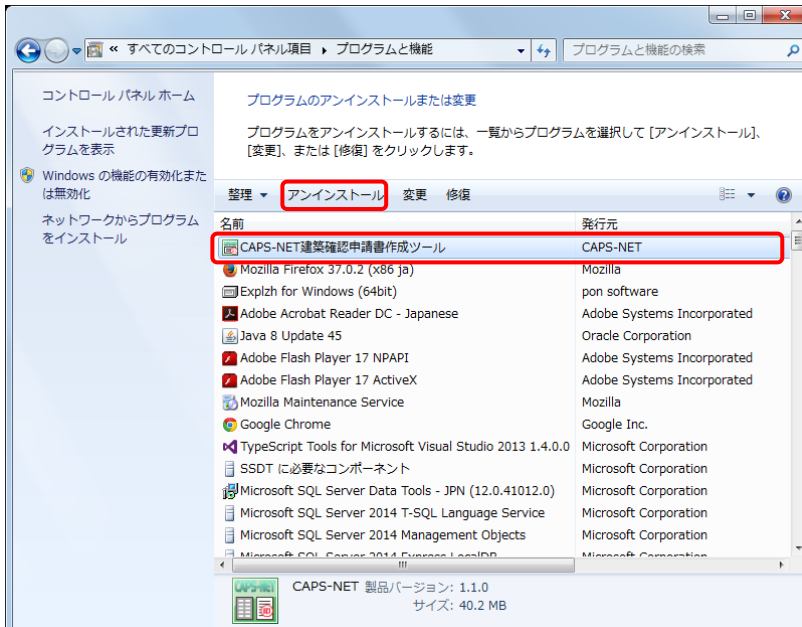 « すべてのコントロール パネル項目 ▸ プログラムと機能
プログラムと機能の検索
コントロール パネル ホーム
インストールされた更新プロ
グラムを表示
Windows の機能の有効化また
は無効化
ネットワークからプログラム
をインストール
プログラムのアンインストールまたは変更
プログラムをアンインストールするには、一覧からプログラムを選択して [アンインストール]、
[変更]、または [修復] をクリックします。
整理 アンインストール 変更 修復
名前 発行元
CAPS-NET建築確認申請書作成ツール CAPS-NET
Mozilla Firefox 37.0.2 (x86 ja) Mozilla
Explzh for Windows (64bit) pon software
Adobe Acrobat Reader DC - Japanese Adobe Systems Incorporated
Java 8 Update 45 Oracle Corporation
Adobe Flash Player 17 NPAPI Adobe Systems Incorporated
Adobe Flash Player 17 ActiveX Adobe Systems Incorporated
Mozilla Maintenance Service Mozilla
Google Chrome Google Inc.
TypeScript Tools for Microsoft Visual Studio 2013 1.4.0.0 Microsoft Corporation
SSDT に必要なコンポーネント Microsoft Corporation
Microsoft SQL Server Data Tools - JPN (12.0.41012.0) Microsoft Corporation
Microsoft SQL Server 2014 T-SQL Language Service Microsoft Corporation
Microsoft SQL Server 2014 Management Objects Microsoft Corporation
Microsoft SQL Server 2014 Express LocalDB Microsoft Corporation
CAPS-NET
CAPS-NET 製品バージョン: 1.1.0
サイズ: 40.2 MB